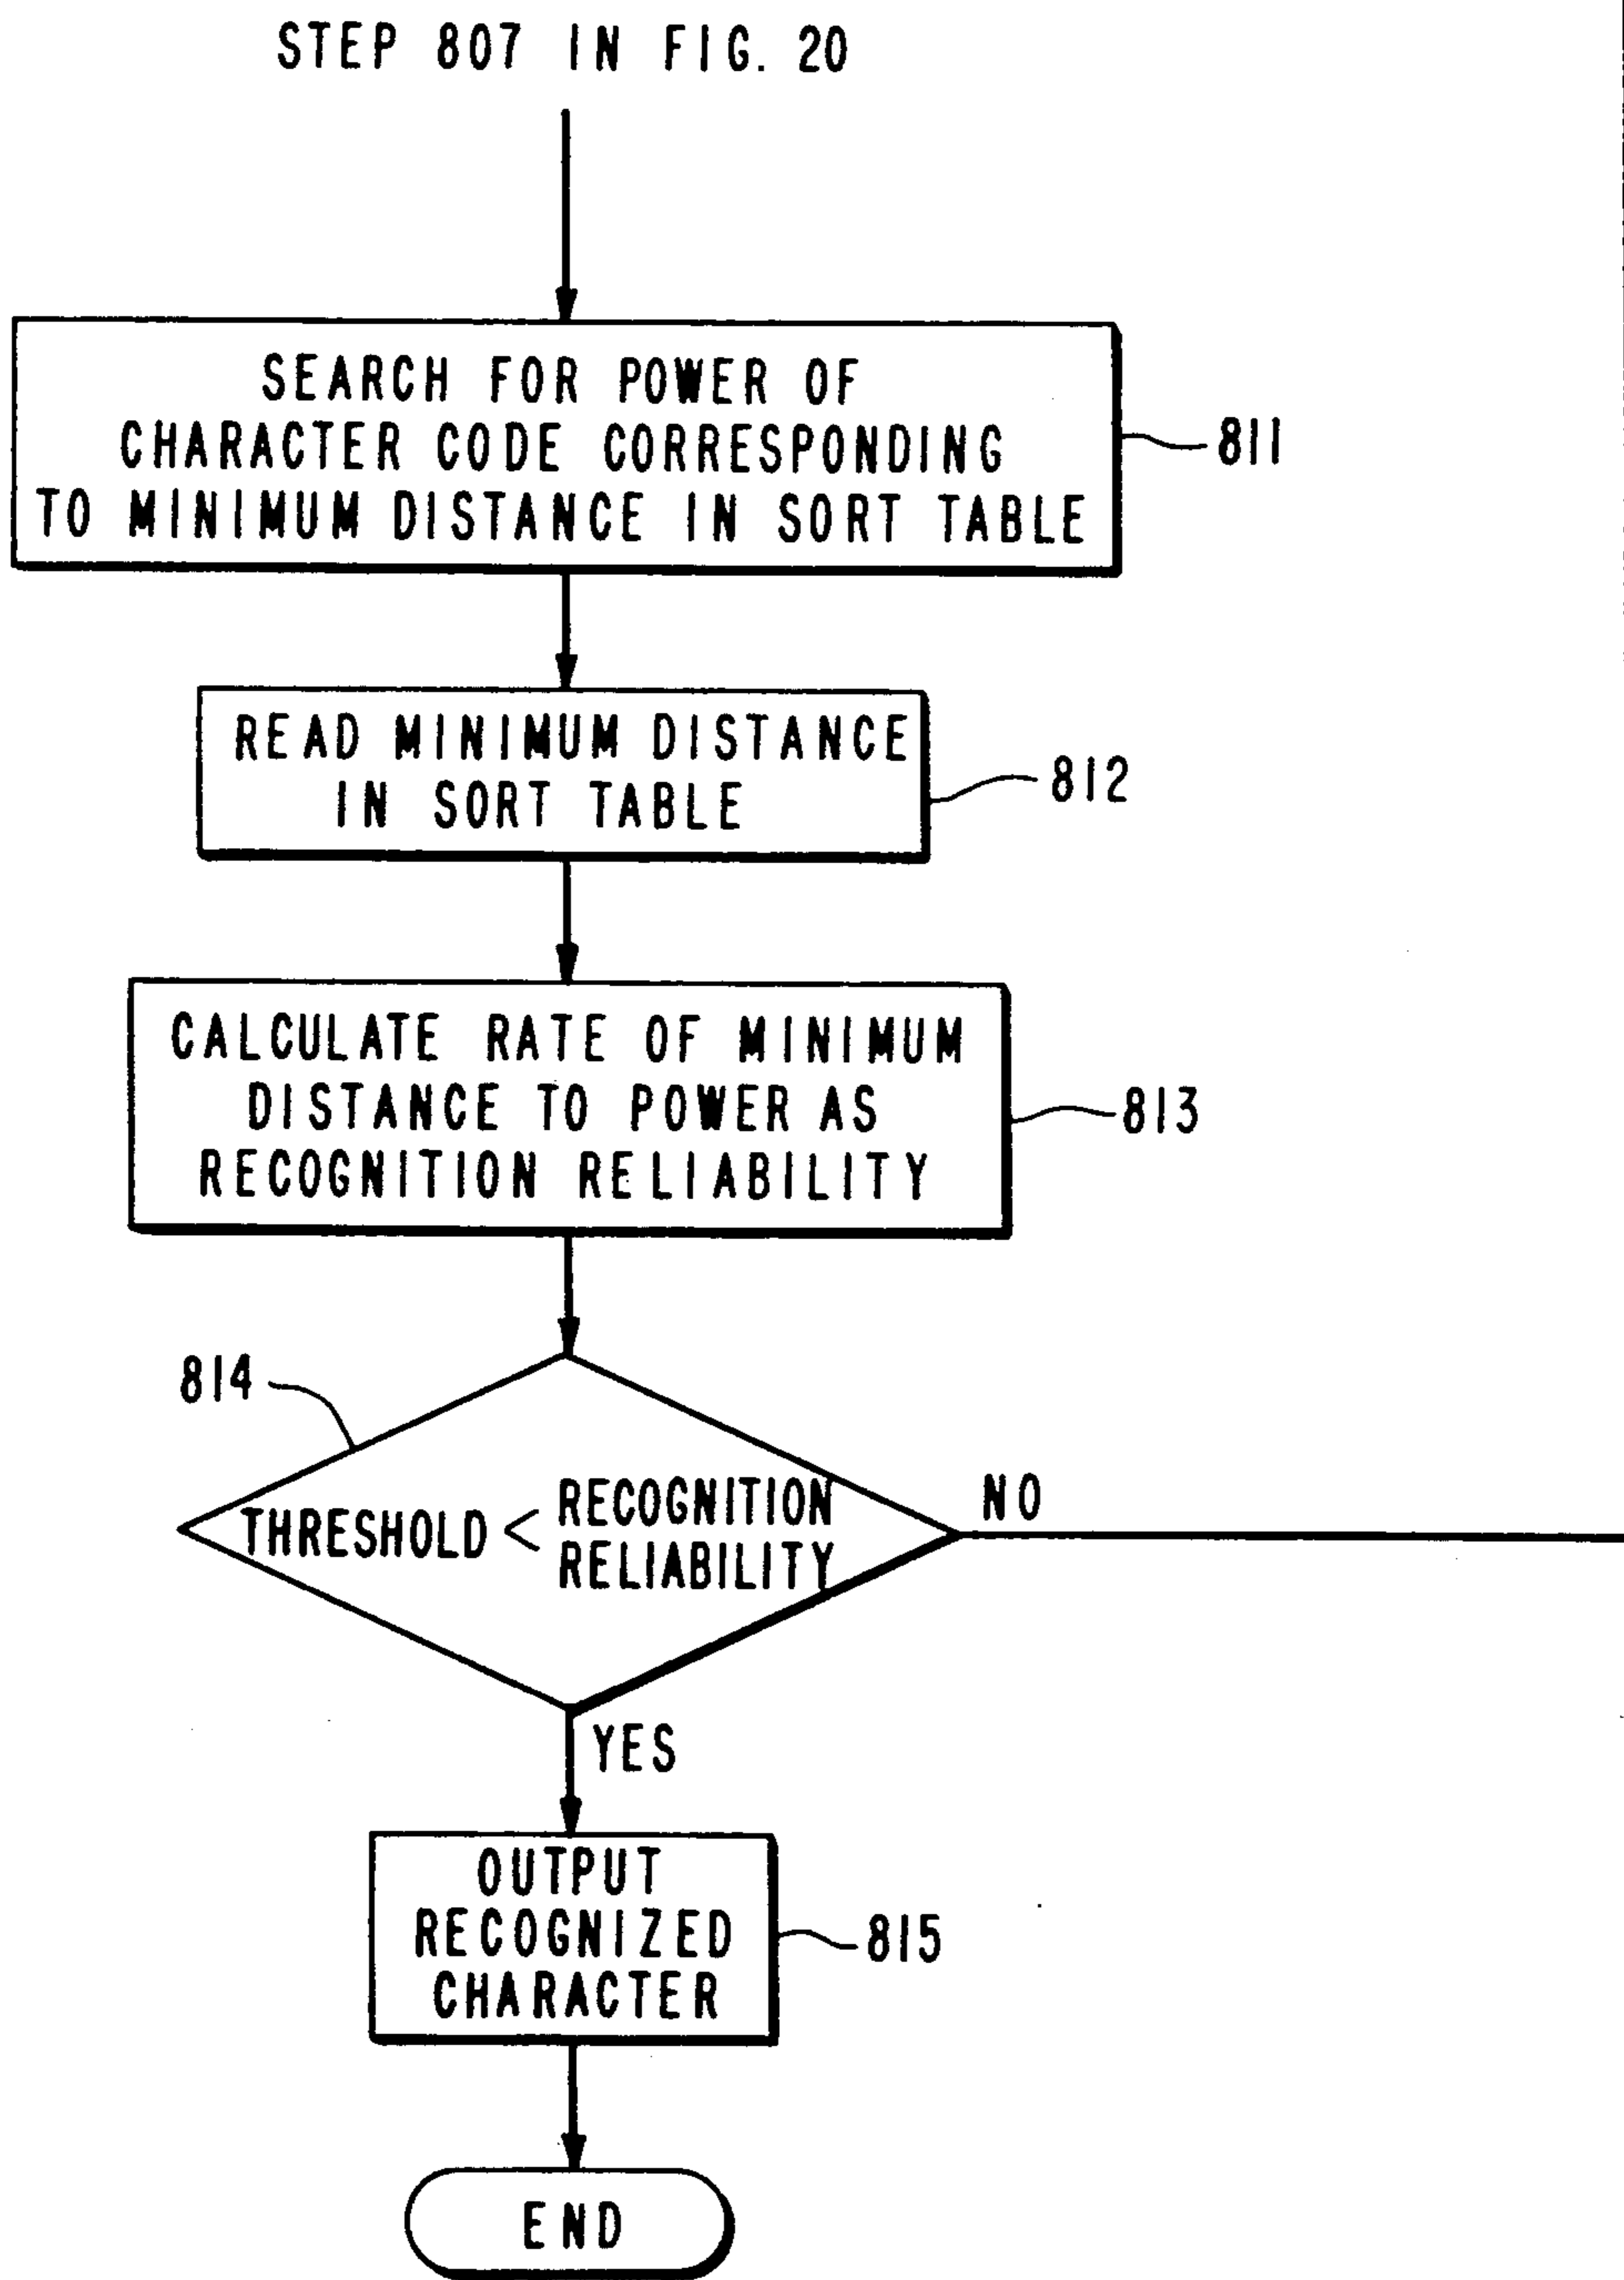 STEP 807 IN FIG. 20
SEARCH FOR POWER OF
CHARACTER CODE CORRESPONDING
TO MINIMUM DISTANCE IN SORT TABLE
811
READ MINIMUM DISTANCE
IN SORT TABLE
812
CALCULATE RATE OF MINIMUM
DISTANCE TO POWER AS
RECOGNITION RELIABILITY
813
814
THRESHOLD < RECOGNITION
RELIABILITY
NO
YES
OUTPUT
RECOGNIZED
CHARACTER
815
END